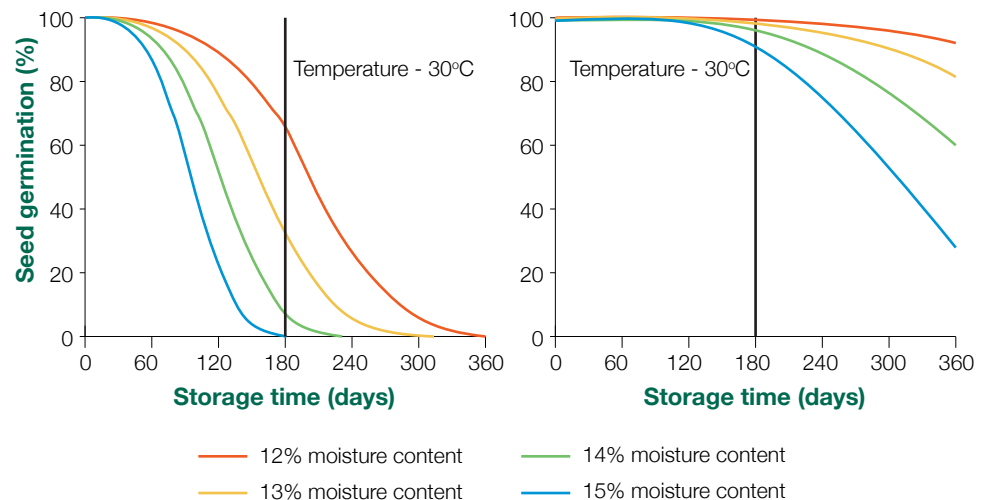 Seed germination (%)
100
80
60
40
20
0
Temperature - 30ºC
0 60 120 180 240 300 360
Storage time (days)
100
80
60
40
20
0
Temperature - 30ºC
0 60 120 180 240 300 360
Storage time (days)
12% moisture content
13% moisture content
14% moisture content
15% moisture content